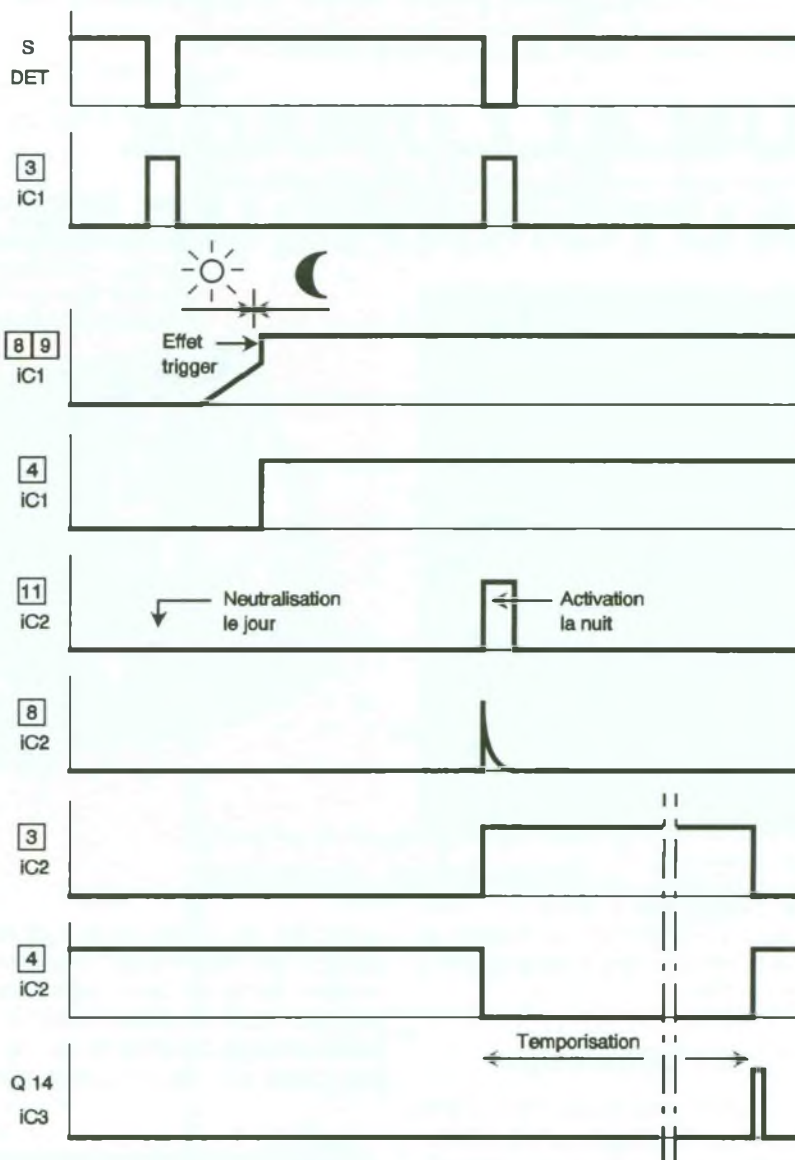 S
DET
3
iC1
Effet
trigger
8 9
iC1
4
iC1
11
iC2
Neutralisation
le jour
Activation
la nuit
8
iC2
3
iC2
4
iC2
Temporisation
Q 14
iC3